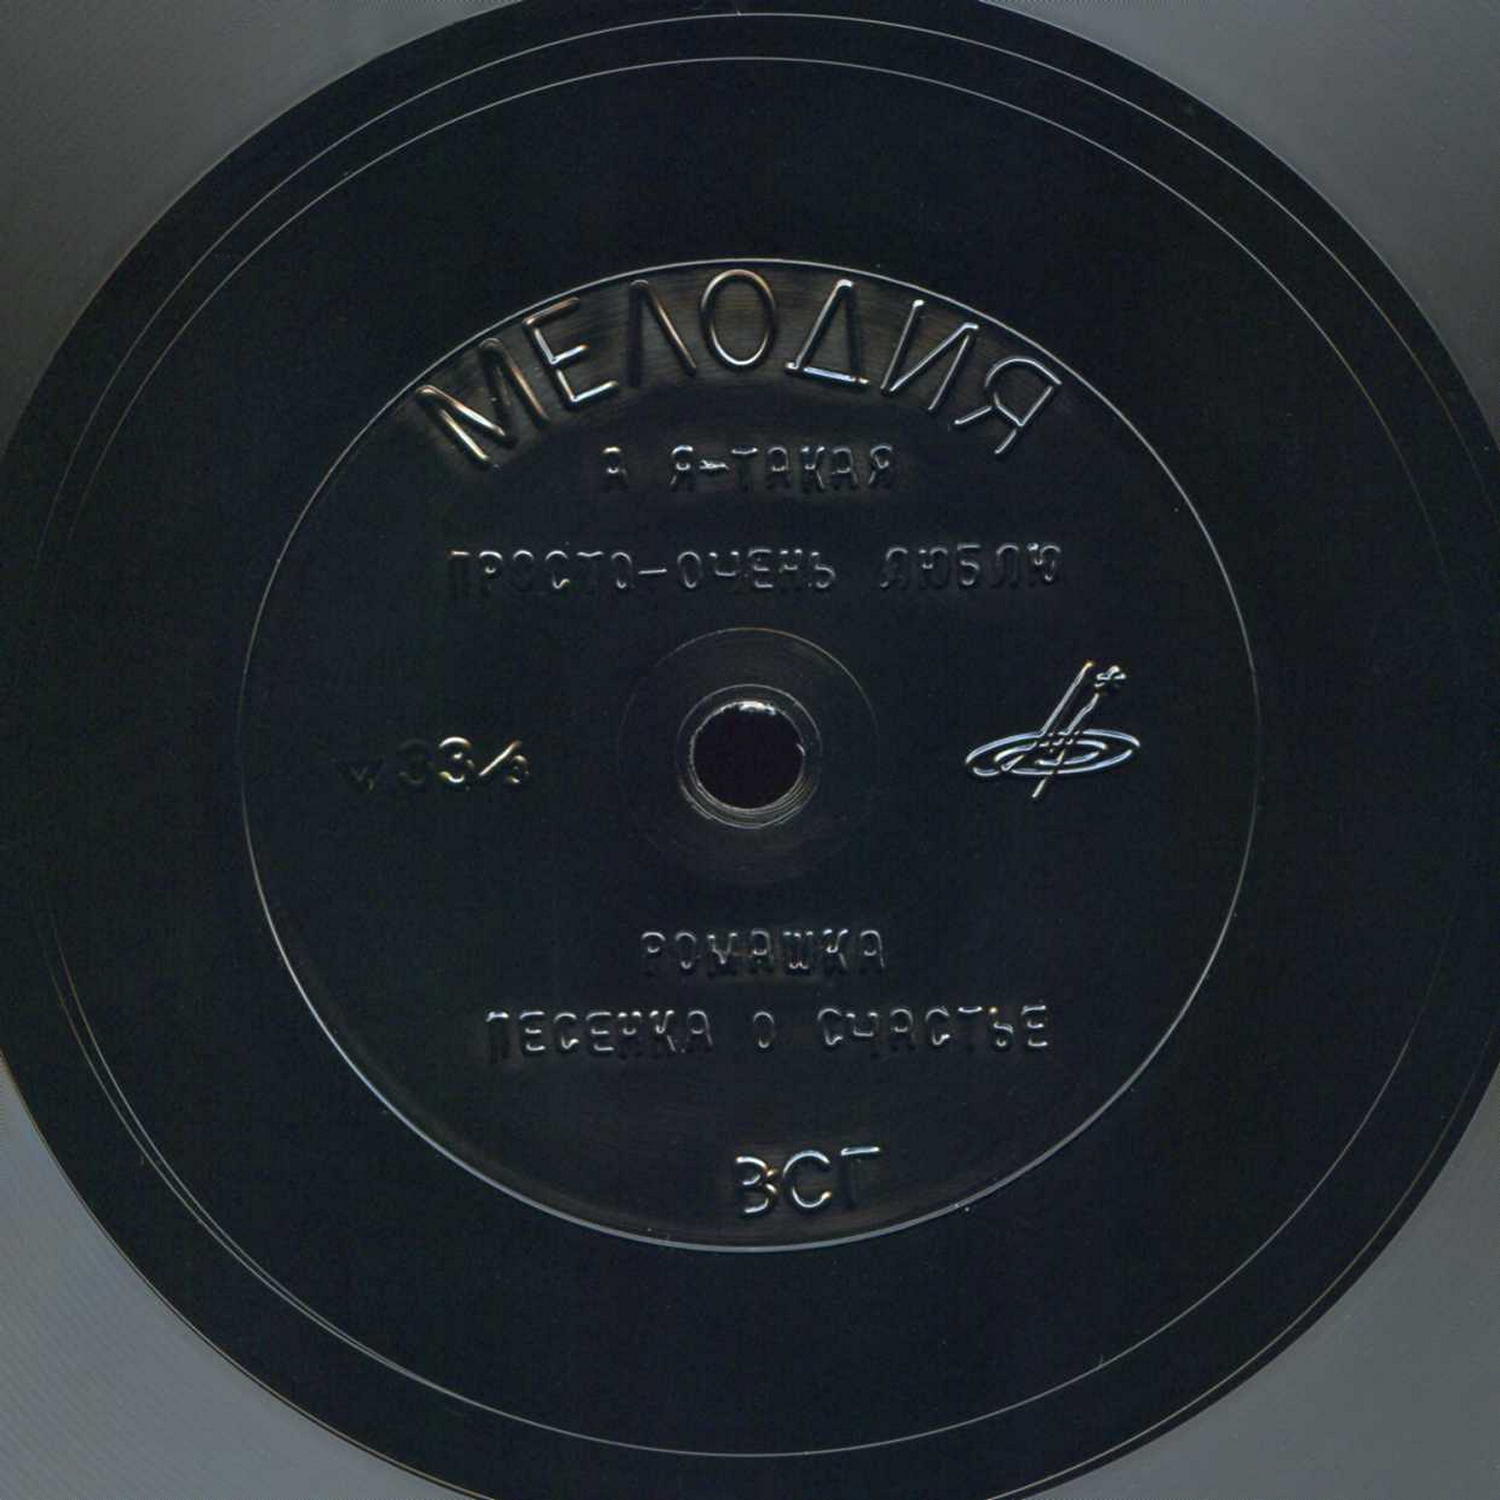 МЕЛОДИЯ
А Я-ТАКАЯ
ПРОСТО-ОЧЕНЬ ЛЮБЛЮ
33⅓
РОМАШКА
ПЕСЕНКА О СЧАСТЬЕ
ВСГ